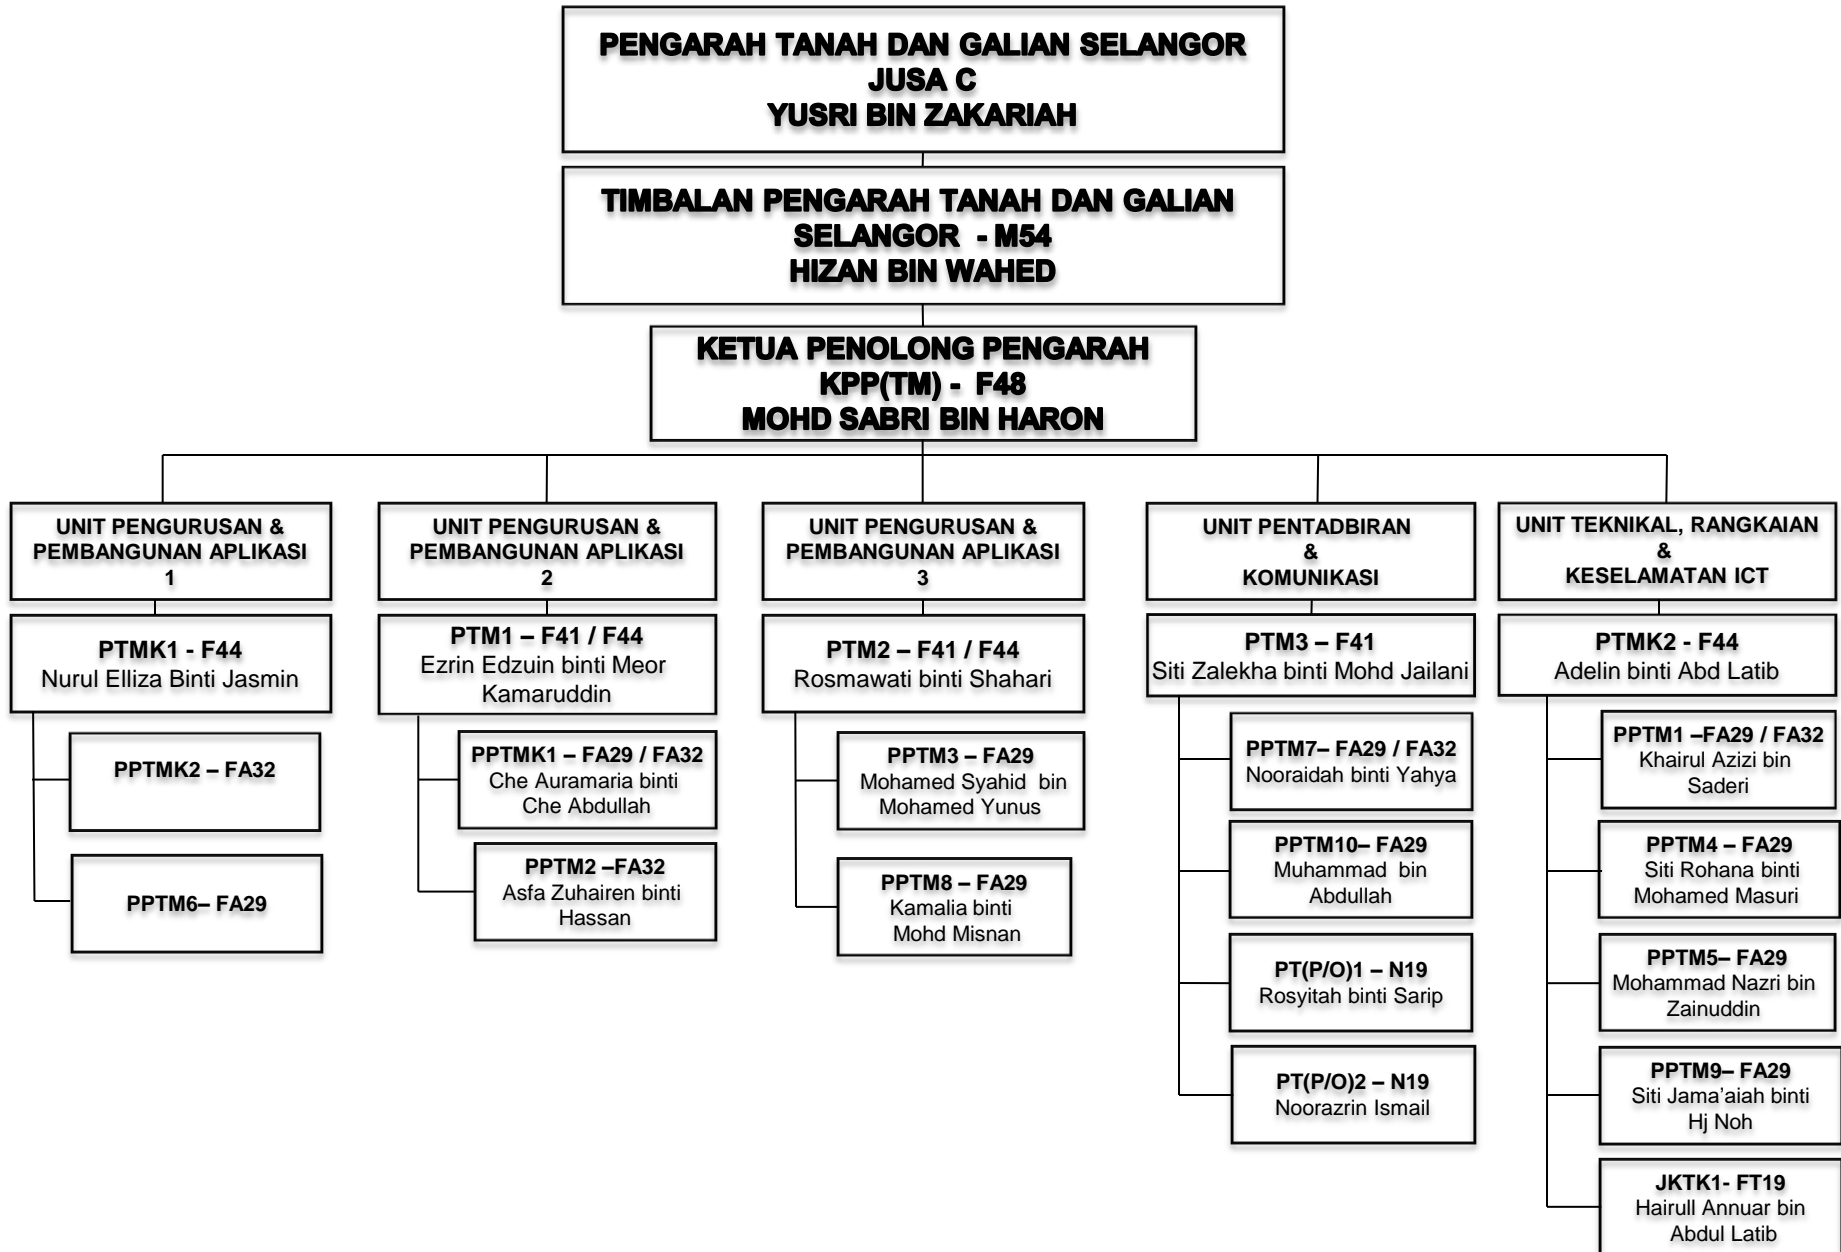 PENGARAH TANAH DAN GALIAN SELANGOR
JUSA C
YUSRI BIN ZAKARIAH
TIMBALAN PENGARAH TANAH DAN GALIAN
SELANGOR - M54
HIZAN BIN WAHED
KETUA PENOLONG PENGARAH
KPP(TM) - F48
MOHD SABRI BIN HARON
UNIT PENGURUSAN &
PEMBANGUNAN APLIKASI
1
PTMK1 - F44
Nurul Elliza Binti Jasmin
PPTMK2 – FA32
PPTM6– FA29
UNIT PENGURUSAN &
PEMBANGUNAN APLIKASI
2
PTM1 – F41 / F44
Ezrin Edzuin binti Meor
Kamaruddin
PPTMK1 – FA29 / FA32
Che Auramaria binti
Che Abdullah
PPTM2 –FA32
Asfa Zuhairen binti
Hassan
UNIT PENGURUSAN &
PEMBANGUNAN APLIKASI
3
PTM2 – F41 / F44
Rosmawati binti Shahari
PPTM3 – FA29
Mohamed Syahid bin
Mohamed Yunus
PPTM8 – FA29
Kamalia binti
Mohd Misnan
UNIT PENTADBIRAN
&
KOMUNIKASI
PTM3 – F41
Siti Zalekha binti Mohd Jailani
PPTM7– FA29 / FA32
Nooraidah binti Yahya
PPTM10– FA29
Muhammad bin
Abdullah
PT(P/O)1 – N19
Rosyitah binti Sarip
PT(P/O)2 – N19
Noorazrin Ismail
UNIT TEKNIKAL, RANGKAIAN
&
KESELAMATAN ICT
PTMK2 - F44
Adelin binti Abd Latib
PPTM1 –FA29 / FA32
Khairul Azizi bin
Saderi
PPTM4 – FA29
Siti Rohana binti
Mohamed Masuri
PPTM5– FA29
Mohammad Nazri bin
Zainuddin
PPTM9– FA29
Siti Jama’aiah binti
Hj Noh
JKTK1- FT19
Hairull Annuar bin
Abdul Latib